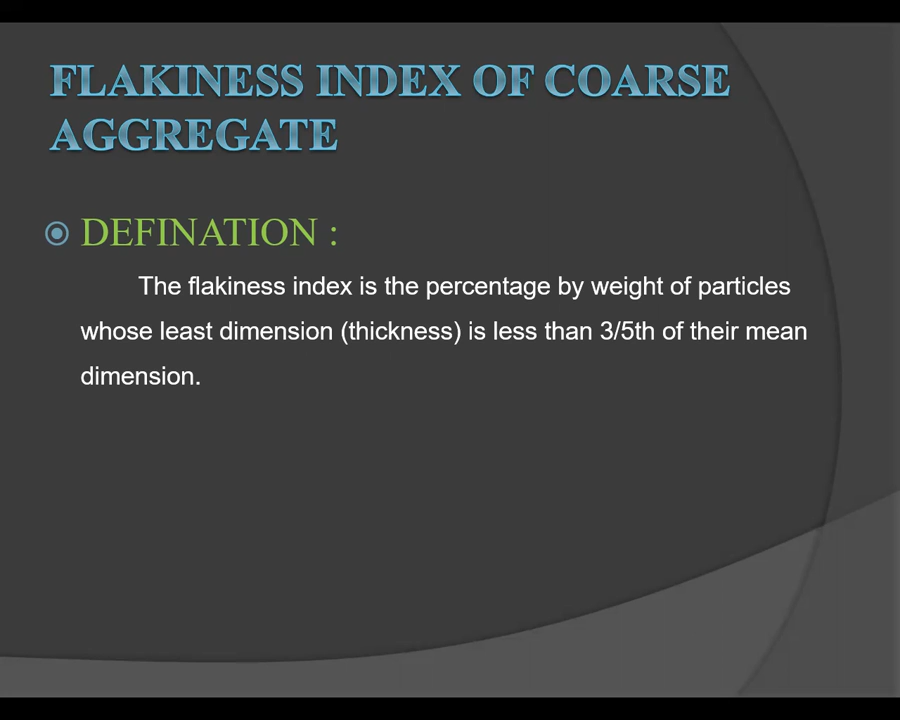 FLAKINESS INDEX OF COARSE
AGGREGATE
DEFINATION :
The flakiness index is the percentage by weight of particles
whose least dimension (thickness) is less than 3/5th of their mean
dimension.